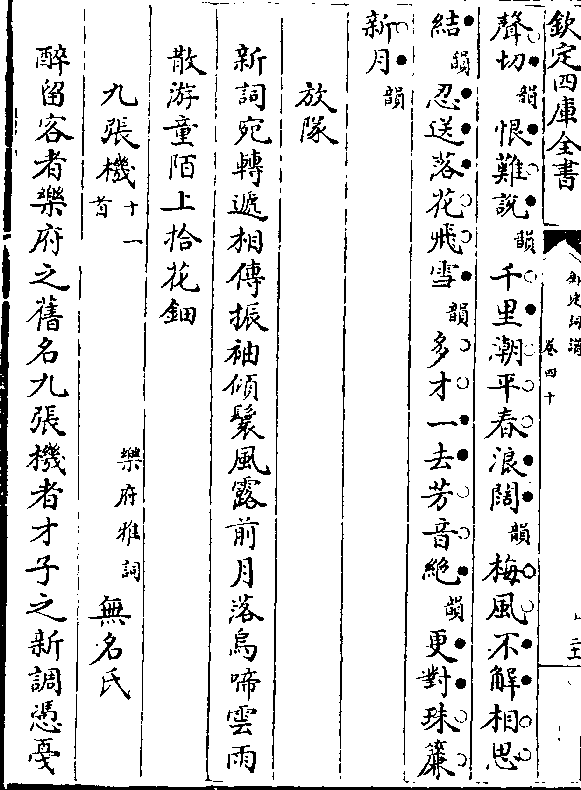 欽定四庫全書
御定詞譜
卷四十
聲切韻恨難說韻千里潮平春浪闊韻梅風不解相思
結韻忍送落花飛雪韻多才一去芳音絶韻更對珠簾
新月韻
放隊
新詞宛轉遞相傳振袖傾鬟風露前月落烏啼雲雨
散游童陌上拾花鈿
九張機十一首
樂府雅詞
無名氏
醉留客者樂府之舊名九張機者才子之新調憑戞